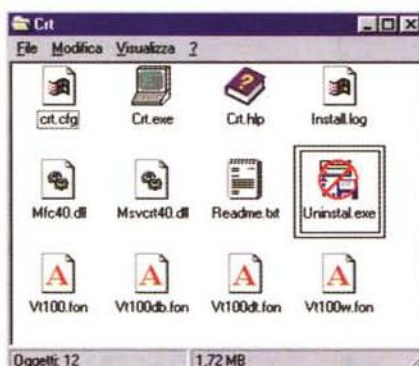 Crt
File Modifica Visualizza ?
crt.cfg Crt.exe Crt.hlp Install.log
Mfc40.dll Msvcrt40.dll Readme.txt Uninstal.exe
Vt100.fon Vt100db.fon Vt100dt.fon Vt100w.fon
Oggetti: 12 1,72 MB